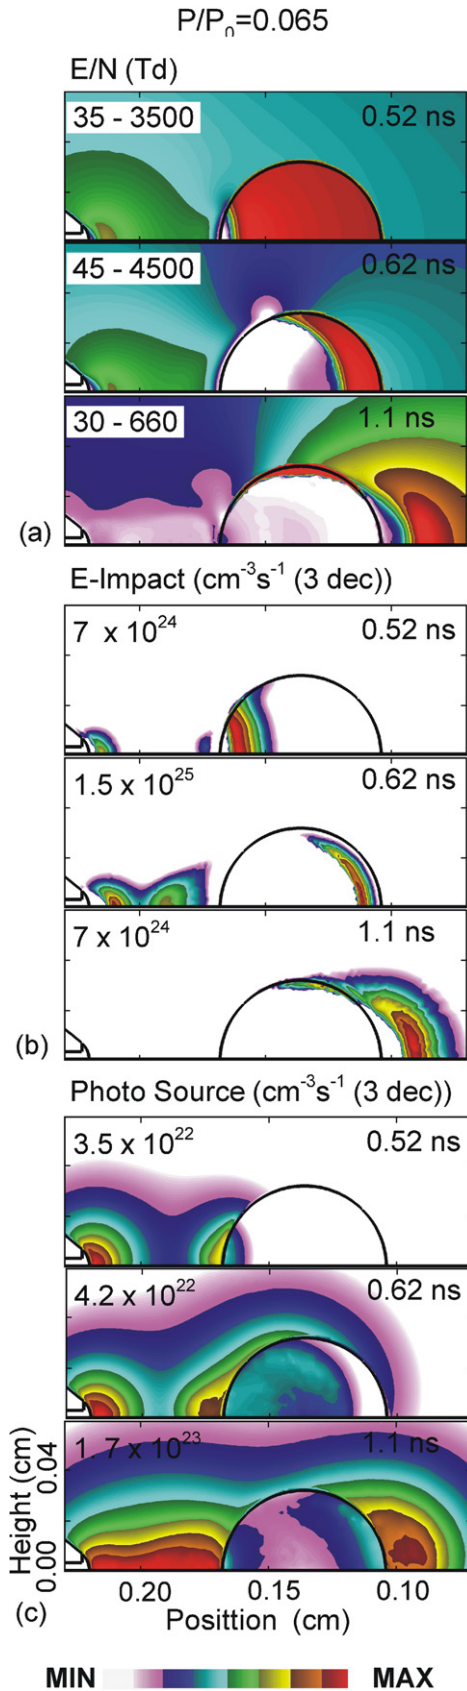 P/P₀=0.065
E/N (Td)
35 - 3500 0.52 ns
45 - 4500 0.62 ns
30 - 660 1.1 ns
(a)
E-Impact (cm⁻³s⁻¹ (3 dec))
7 x 10²⁴ 0.52 ns
1.5 x 10²⁵ 0.62 ns
7 x 10²⁴ 1.1 ns
(b)
Photo Source (cm⁻³s⁻¹ (3 dec))
3.5 x 10²² 0.52 ns
4.2 x 10²² 0.62 ns
1.7 x 10²³ 1.1 ns
Height (cm)
0.04
0.00
(c)
0.20 0.15 0.10
Posittion (cm)
MIN MAX